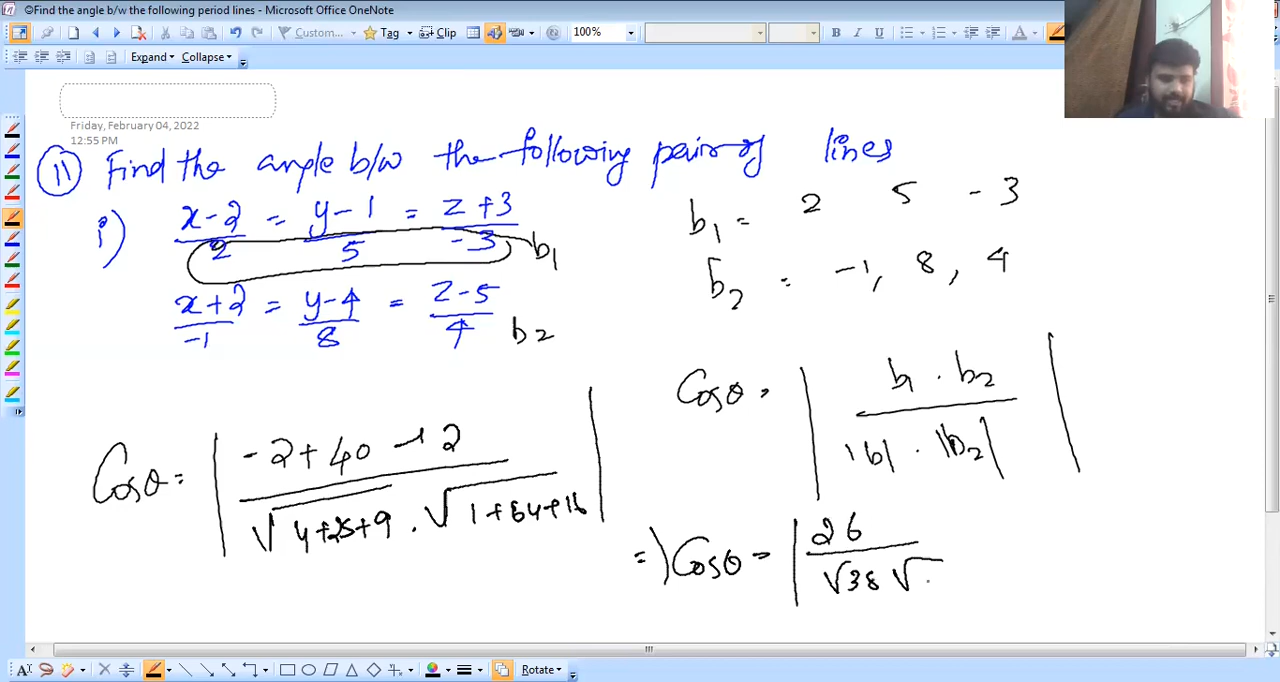 ©Find the angle b/w the following period lines - Microsoft Office OneNote
Custom... Tag Clip 100% B I U A
Expand Collapse
Friday, February 04, 2022
12:55 PM
11) Find the angle b/w the following pair of lines
i) x-2/2 = y-1/5 = z+3/-3 b1
x+2/-1 = y-4/8 = z-5/4 b2
b1 = 2 5 -3
b2 = -1, 8, 4
Cosθ = | b1 . b2 / |b| . |b2| |
Cosθ = | -2+40-12 / √4+25+9 . √1+64+16 |
=) Cosθ = | 26 / √38 √
Rotate